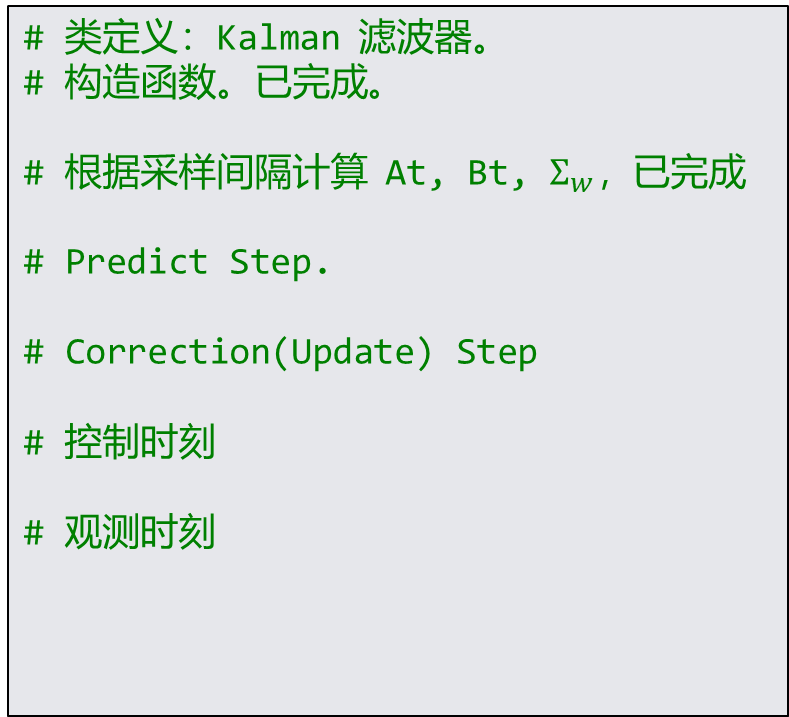 # 类定义：Kalman 滤波器。
# 构造函数。已完成。
# 根据采样间隔计算 At, Bt, Σ𝑤, 已完成
# Predict Step.
# Correction(Update) Step
# 控制时刻
# 观测时刻